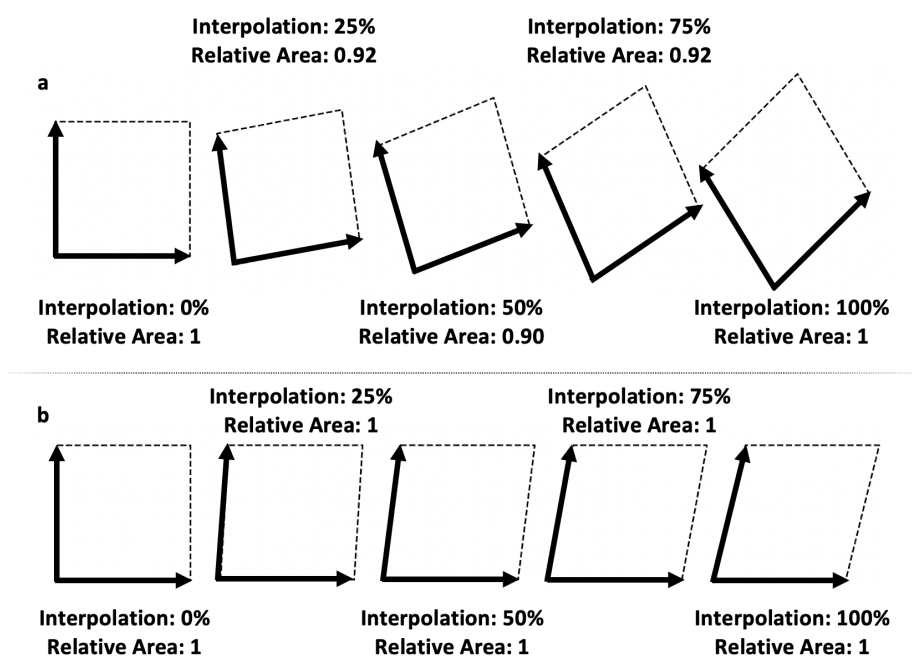 Interpolation: 25%
Relative Area: 0.92
Interpolation: 75%
Relative Area: 0.92
a
Interpolation: 0%
Relative Area: 1
Interpolation: 50%
Relative Area: 0.90
Interpolation: 100%
Relative Area: 1
b
Interpolation: 25%
Relative Area: 1
Interpolation: 75%
Relative Area: 1
Interpolation: 0%
Relative Area: 1
Interpolation: 50%
Relative Area: 1
Interpolation: 100%
Relative Area: 1